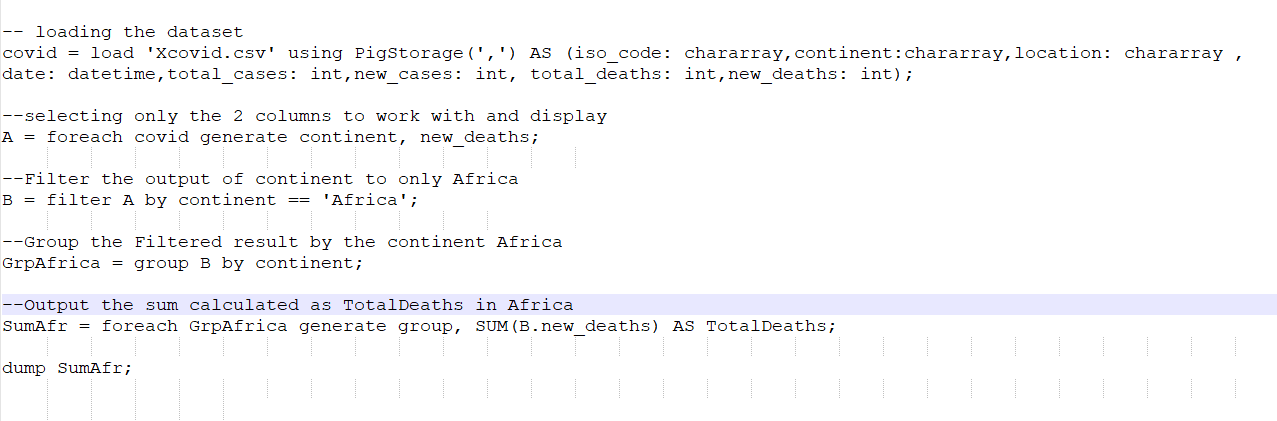 -- loading the dataset
covid = load 'Xcovid.csv' using PigStorage(',') AS (iso_code: chararray,continent:chararray,location: chararray ,
date: datetime,total_cases: int,new_cases: int, total_deaths: int,new_deaths: int);
--selecting only the 2 columns to work with and display
A = foreach covid generate continent, new_deaths;
--Filter the output of continent to only Africa
B = filter A by continent == 'Africa';
--Group the Filtered result by the continent Africa
GrpAfrica = group B by continent;
--Output the sum calculated as TotalDeaths in Africa
SumAfr = foreach GrpAfrica generate group, SUM(B.new_deaths) AS TotalDeaths;
dump SumAfr;